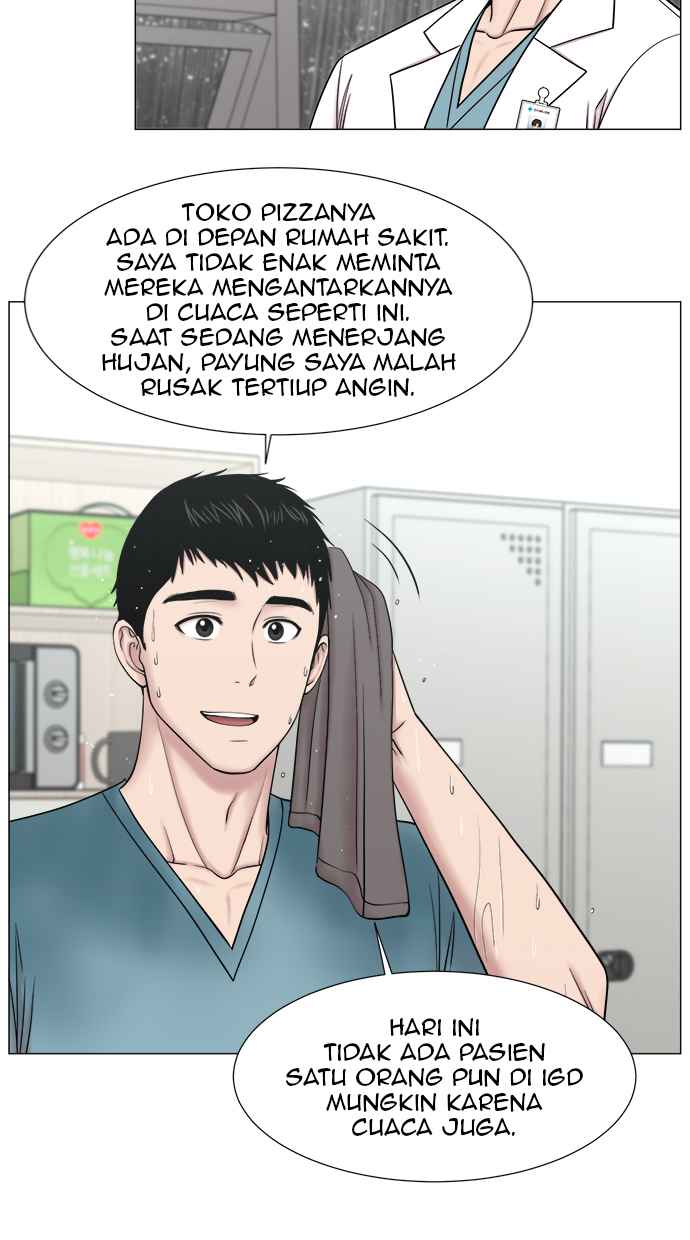 TOKO PIZZANYA
ADA DI DEPAN RUMAH SAKIT.
SAYA TIDAK ENAK MEMINTA
MEREKA MENGANTARKANNYA
DI CUACA SEPERTI INI.
SAAT SEDANG MENERJANG
HUJAN, PAYUNG SAYA MALAH
RUSAK TERTIUP ANGIN.
HARI INI
TIDAK ADA PASIEN
SATU ORANG PUN DI IGD
MUNGKIN KARENA
CUACA JUGA.